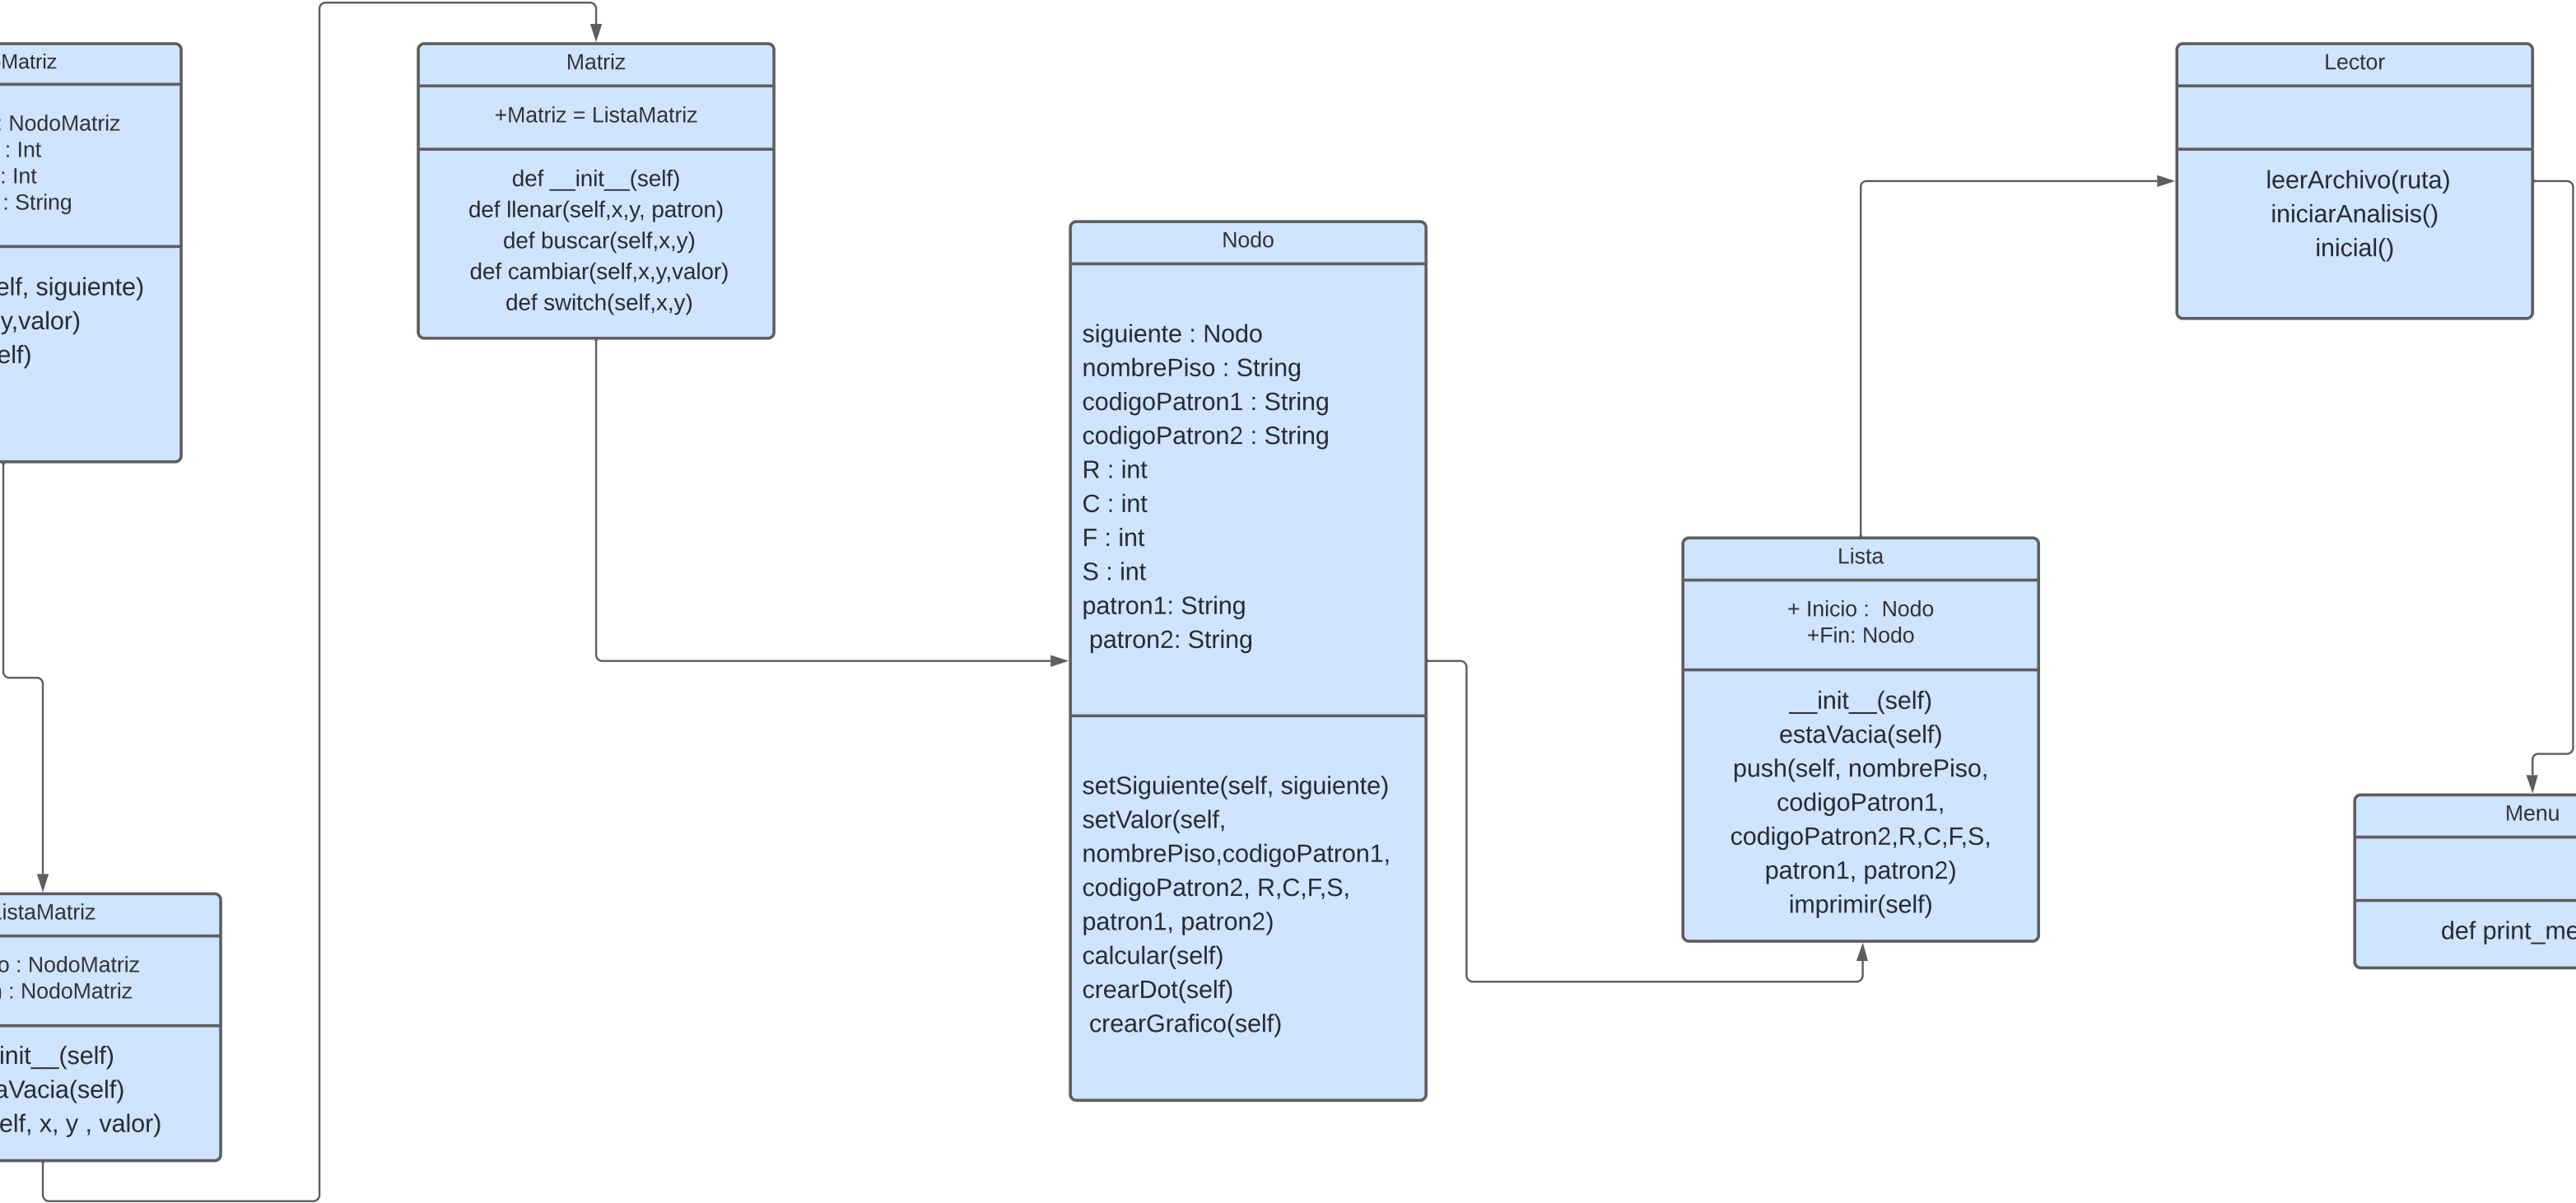 Matriz
: NodoMatriz
: Int
: Int
: String
siguiente)
y,valor)
istaMatriz
: NodoMatriz
: NodoMatriz
init__(self)
aVacia(self)
x, y , valor)
Matriz
+Matriz = ListaMatriz
def __init__(self)
def llenar(self,x,y, patron)
def buscar(self,x,y)
def cambiar(self,x,y,valor)
def switch(self,x,y)
Nodo
siguiente : Nodo
nombrePiso : String
codigoPatron1 : String
codigoPatron2 : String
R : int
C : int
F : int
S : int
patron1: String
patron2: String
setSiguiente(self, siguiente)
setValor(self,
nombrePiso,codigoPatron1,
codigoPatron2, R,C,F,S,
patron1, patron2)
calcular(self)
crearDot(self)
crearGrafico(self)
Lista
+ Inicio : Nodo
+Fin: Nodo
__init__(self)
estaVacia(self)
push(self, nombrePiso,
codigoPatron1,
codigoPatron2,R,C,F,S,
patron1, patron2)
imprimir(self)
Lector
leerArchivo(ruta)
iniciarAnalisis()
inicial()
Menu
def print_me